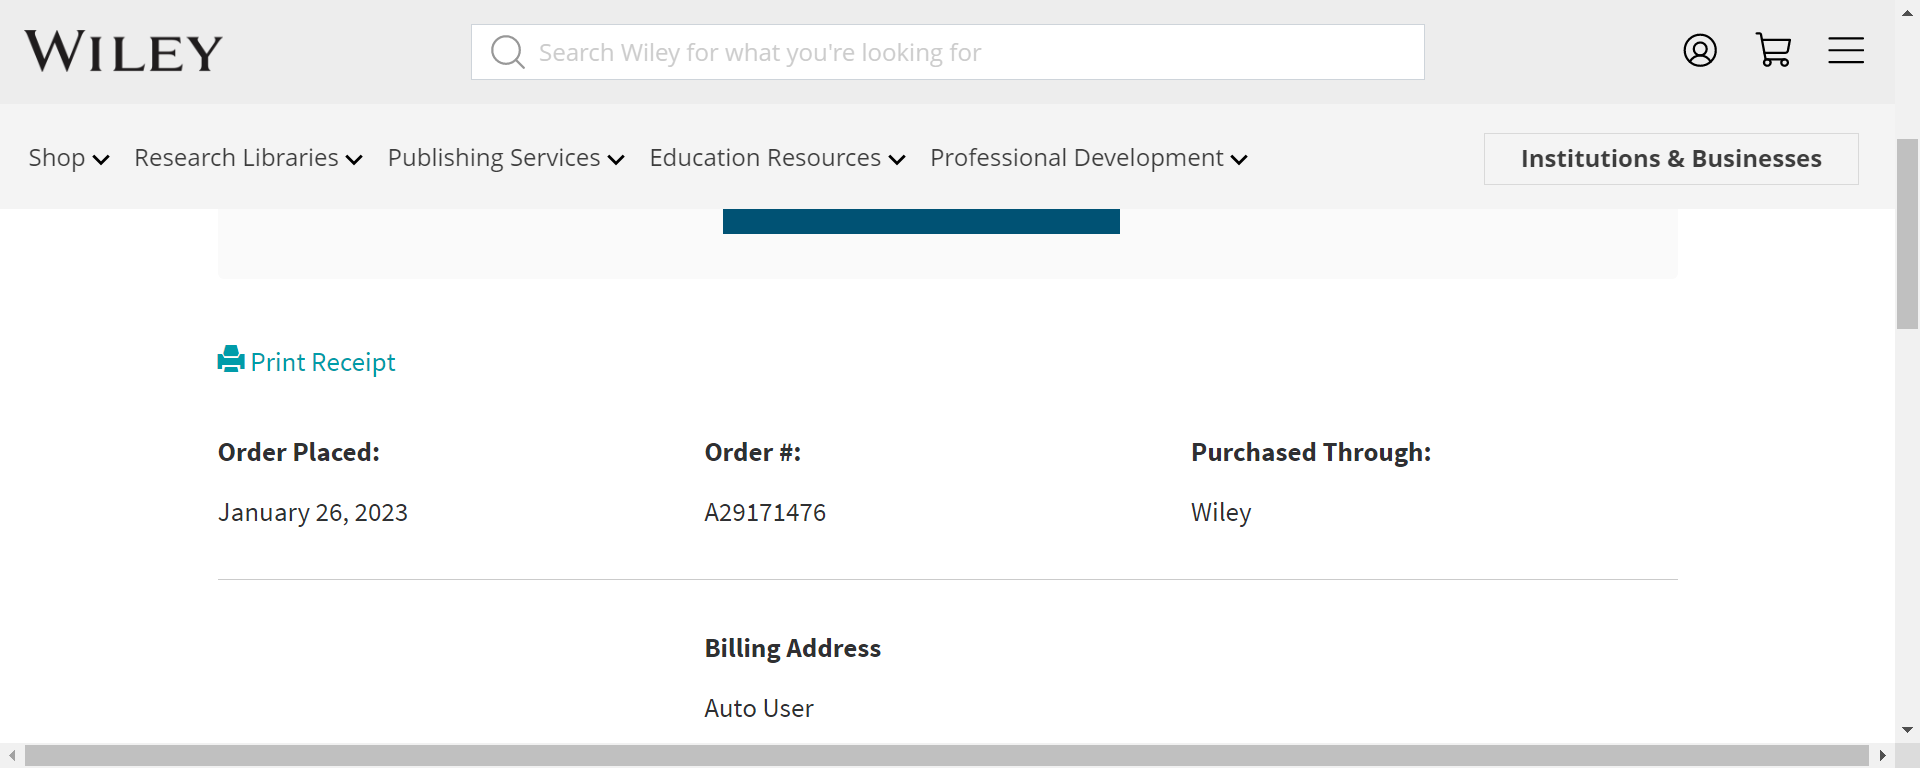 WILEY
Search Wiley for what you're looking for
Shop Research Libraries Publishing Services Education Resources Professional Development Institutions & Businesses
Print Receipt
Order Placed: Order #: Purchased Through:
January 26, 2023 A29171476 Wiley
Billing Address
Auto User